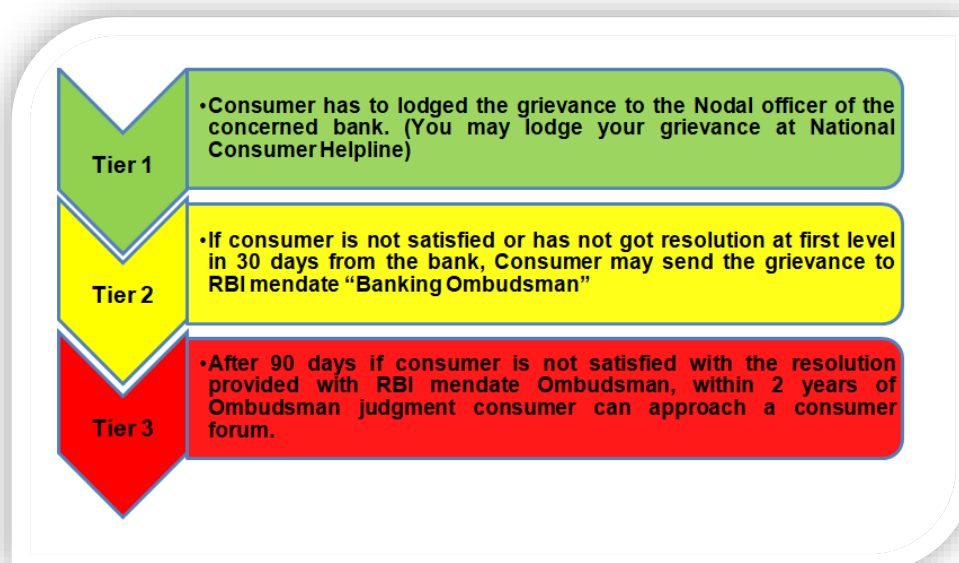 Tier 1
•Consumer has to lodged the grievance to the Nodal officer of the
concerned bank. (You may lodge your grievance at National
Consumer Helpline)
Tier 2
•If consumer is not satisfied or has not got resolution at first level
in 30 days from the bank, Consumer may send the grievance to
RBI mendate “Banking Ombudsman”
Tier 3
•After 90 days if consumer is not satisfied with the resolution
provided with RBI mendate Ombudsman, within 2 years of
Ombudsman judgment consumer can approach a consumer
forum.